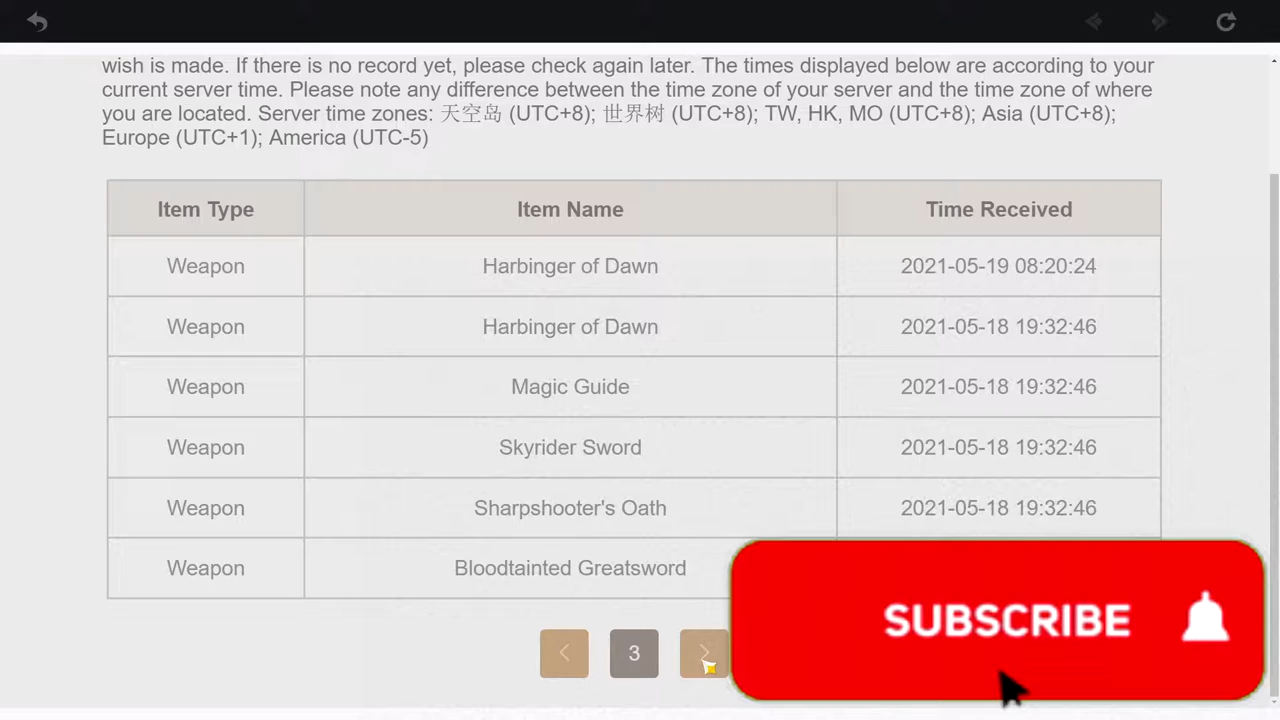 wish is made. If there is no record yet, please check again later. The times displayed below are according to your
current server time. Please note any difference between the time zone of your server and the time zone of where
you are located. Server time zones: 天空岛 (UTC+8); 世界树 (UTC+8); TW, HK, MO (UTC+8); Asia (UTC+8);
Europe (UTC+1); America (UTC-5)
Item Type Item Name Time Received
Weapon Harbinger of Dawn 2021-05-19 08:20:24
Weapon Harbinger of Dawn 2021-05-18 19:32:46
Weapon Magic Guide 2021-05-18 19:32:46
Weapon Skyrider Sword 2021-05-18 19:32:46
Weapon Sharpshooter's Oath 2021-05-18 19:32:46
Weapon Bloodtainted Greatsword
3
SUBSCRIBE